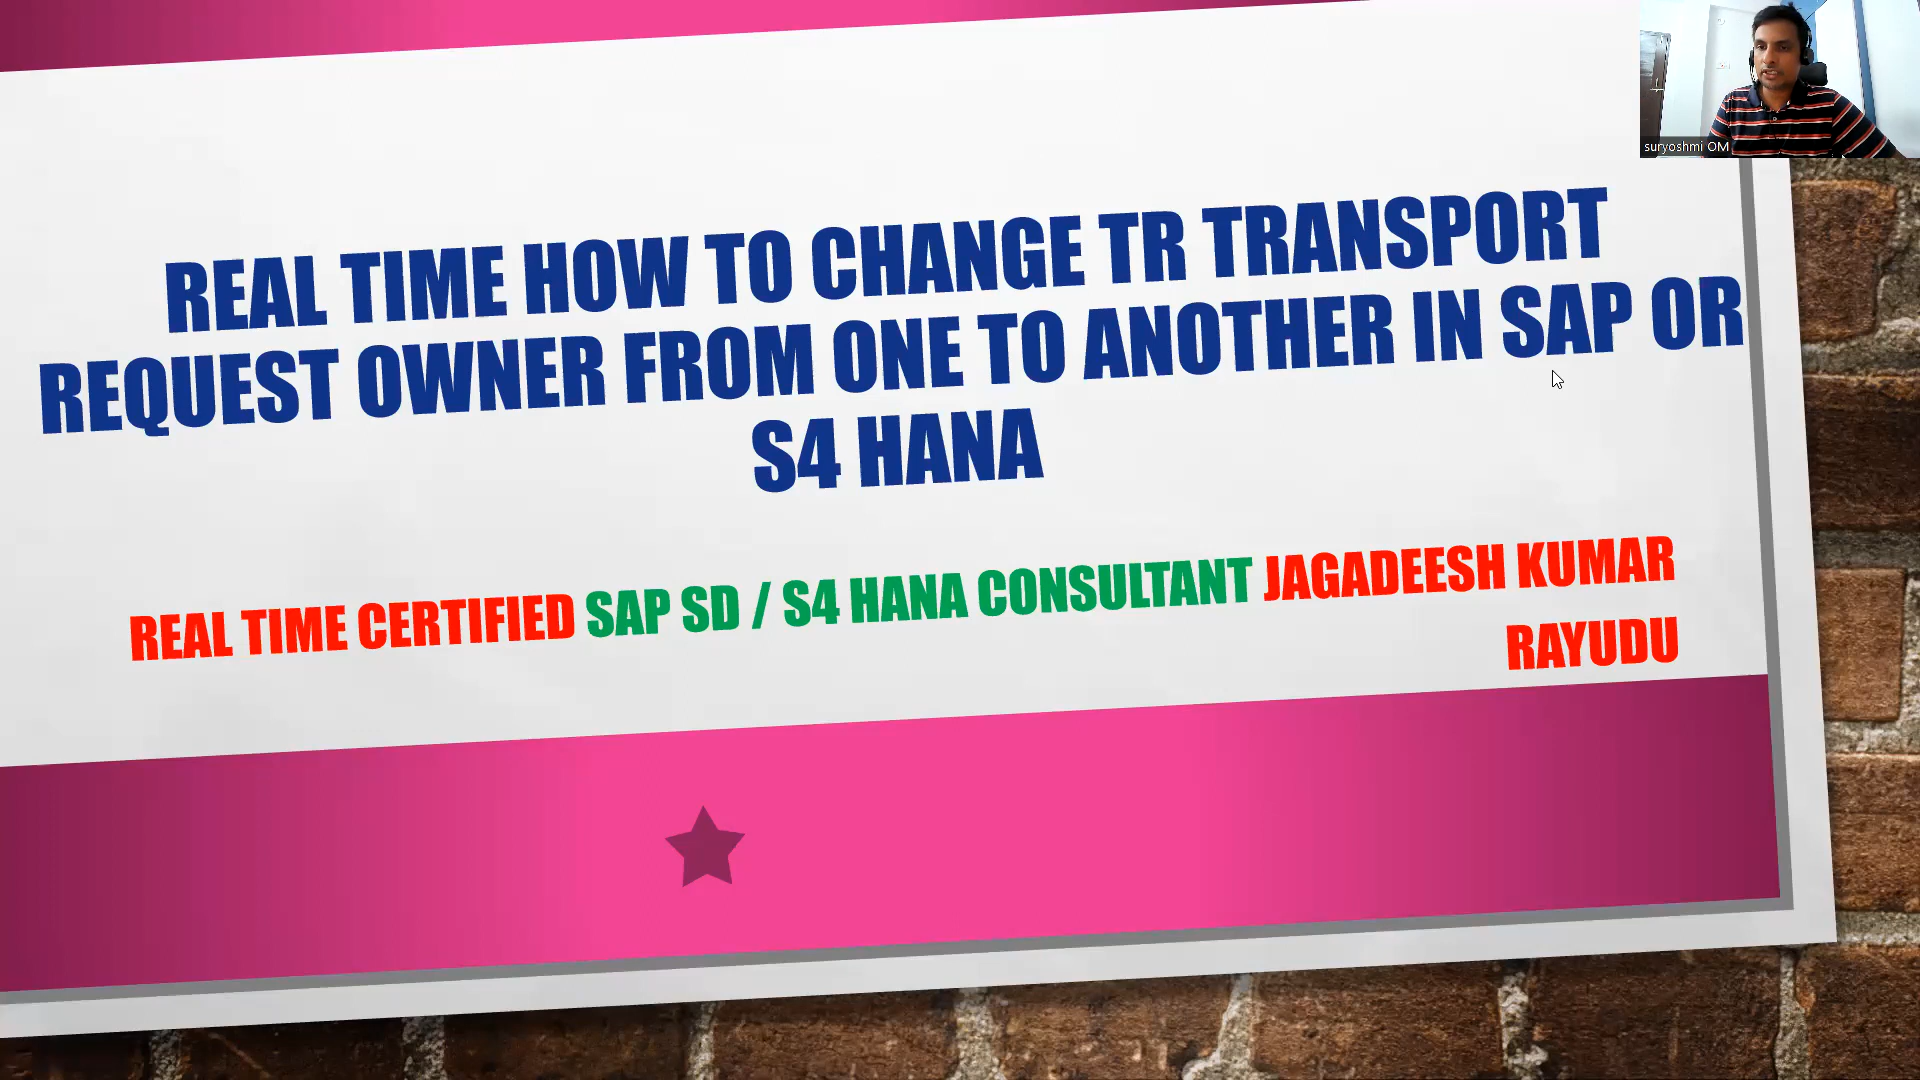 suryoshmi OM
REAL TIME HOW TO CHANGE TR TRANSPORT
REQUEST OWNER FROM ONE TO ANOTHER IN SAP OR
S4 HANA
REAL TIME CERTIFIED SAP SD / S4 HANA CONSULTANT JAGADEESH KUMAR
RAYUDU